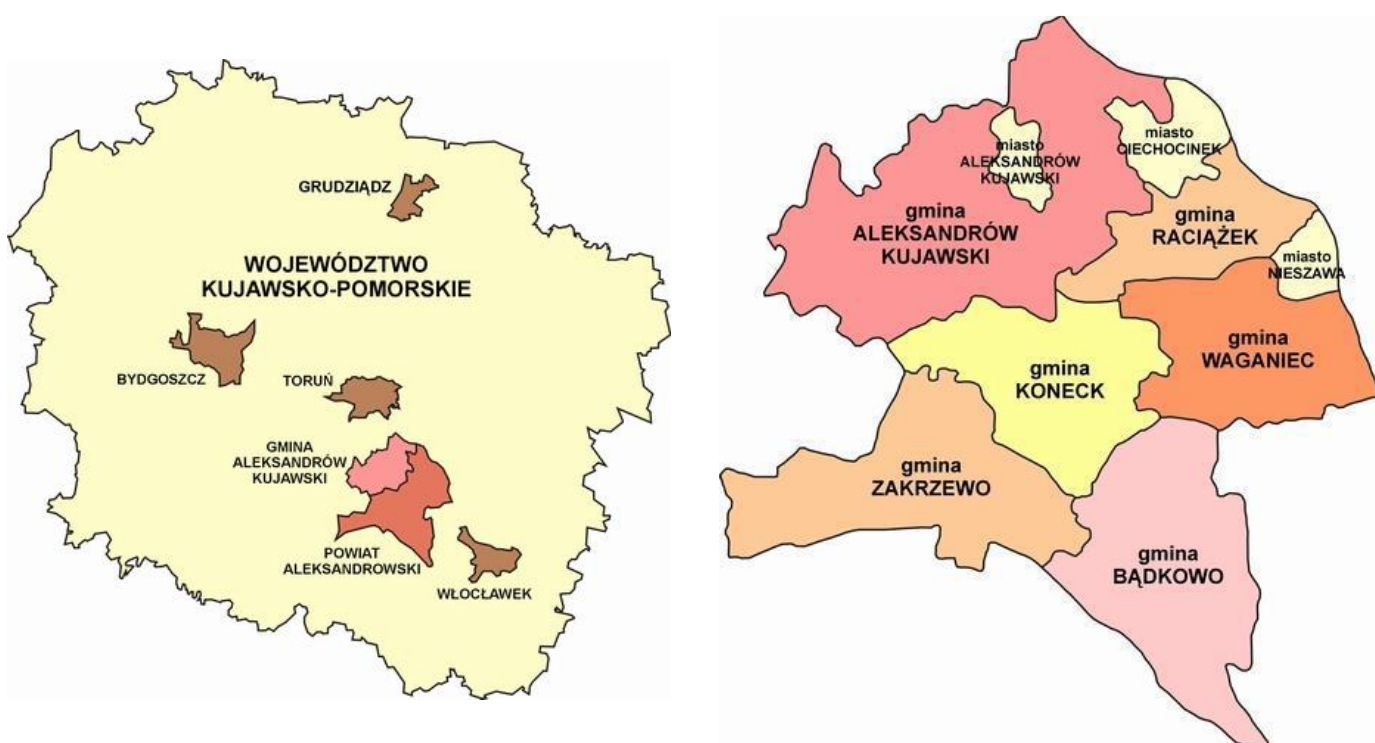 GRUDZIĄDZ
WOJEWÓDZTWO
KUJAWSKO-POMORSKIE
BYDGOSZCZ
TORUŃ
GMINA
ALEKSANDRÓW
KUJAWSKI
POWIAT
ALEKSANDROWSKI
WŁOCŁAWEK
miasto
CIECHOCINEK
miasto
ALEKSANDRÓW
KUJAWSKI
gmina
ALEKSANDRÓW
KUJAWSKI
gmina
RACIĄŻEK
miasto
NIESZAWA
gmina
WAGANIEC
gmina
KONECK
gmina
ZAKRZEWO
gmina
BĄDKOWO